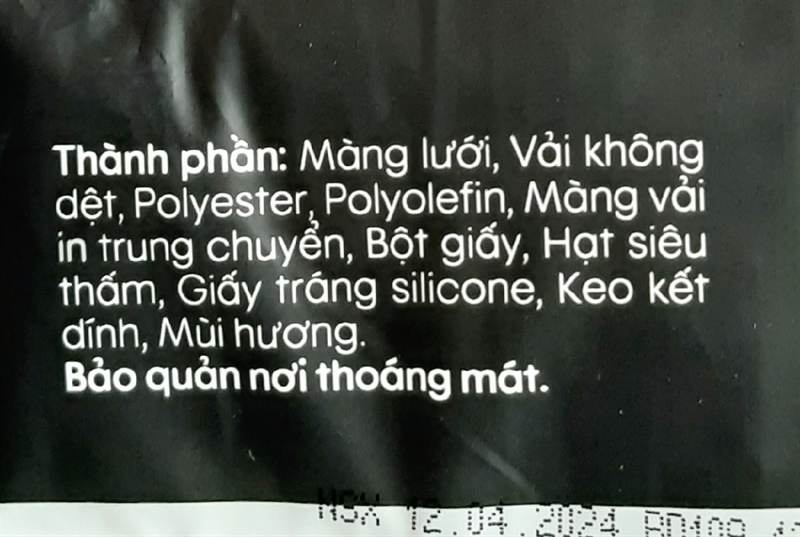 Thành phần: Màng lưới, Vải không
dệt, Polyester, Polyolefin, Màng vải
in trung chuyển, Bột giấy, Hạt siêu
thấm, Giấy tráng silicone, Keo kết
dính, Mùi hương.
Bảo quản nơi thoáng mát.
NSX 12.04.2024 BD109